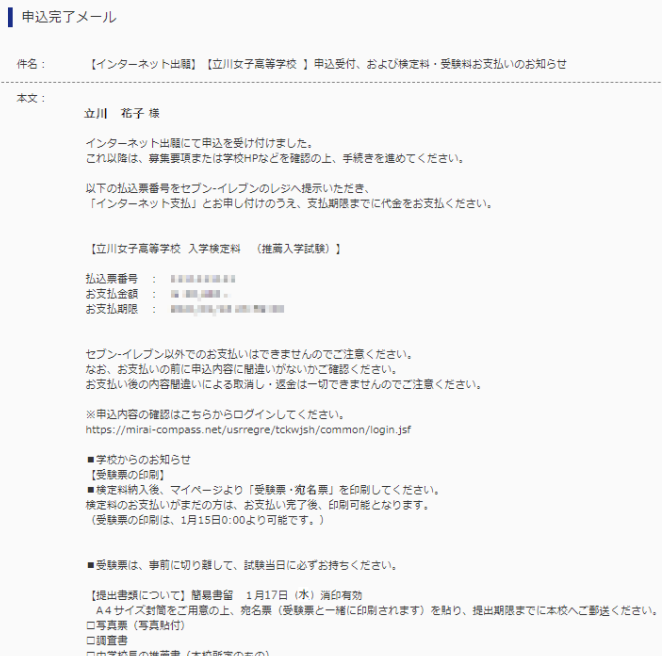 申込完了メール
件名： 【インターネット出願】【立川女子高等学校 】申込受付、および検定料・受験料お支払いのお知らせ
本文：
立川 花子 様
インターネット出願にて申込を受け付けました。
これ以降は、募集要項または学校HPなどを確認の上、手続きを進めてください。
以下の払込票番号をセブン-イレブンのレジへ提示いただき、
「インターネット支払」とお申し付けのうえ、支払期限までに代金をお支払ください。
【立川女子高等学校 入学検定料 （推薦入学試験）】
払込票番号 ：
お支払金額 ：
お支払期限 ：
セブン-イレブン以外でのお支払いはできませんのでご注意ください。
なお、お支払いの前に申込内容に間違いがないかご確認ください。
お支払い後の内容間違いによる取消し・返金は一切できませんのでご注意ください。
※申込内容の確認はこちらからログインしてください。
https://mirai-compass.net/usrregre/tckwjsh/common/login.jsf
■学校からのお知らせ
【受験票の印刷】
■検定料納入後、マイページより「受験票・宛名票」を印刷してください。
検定料のお支払いがまだの方は、お支払い完了後、印刷可能となります。
（受験票の印刷は、1月15日0:00より可能です。）
■受験票は、事前に切り離して、試験当日に必ずお持ちください。
【提出書類について】簡易書留 １月17日（水）消印有効
Ａ４サイズ封筒をご用意の上、宛名票（受験票と一緒に印刷されます）を貼り、提出期限までに本校へご郵送ください。
□写真票（写真貼付）
□調査書
□中学校長の推薦書（本校所定のもの）